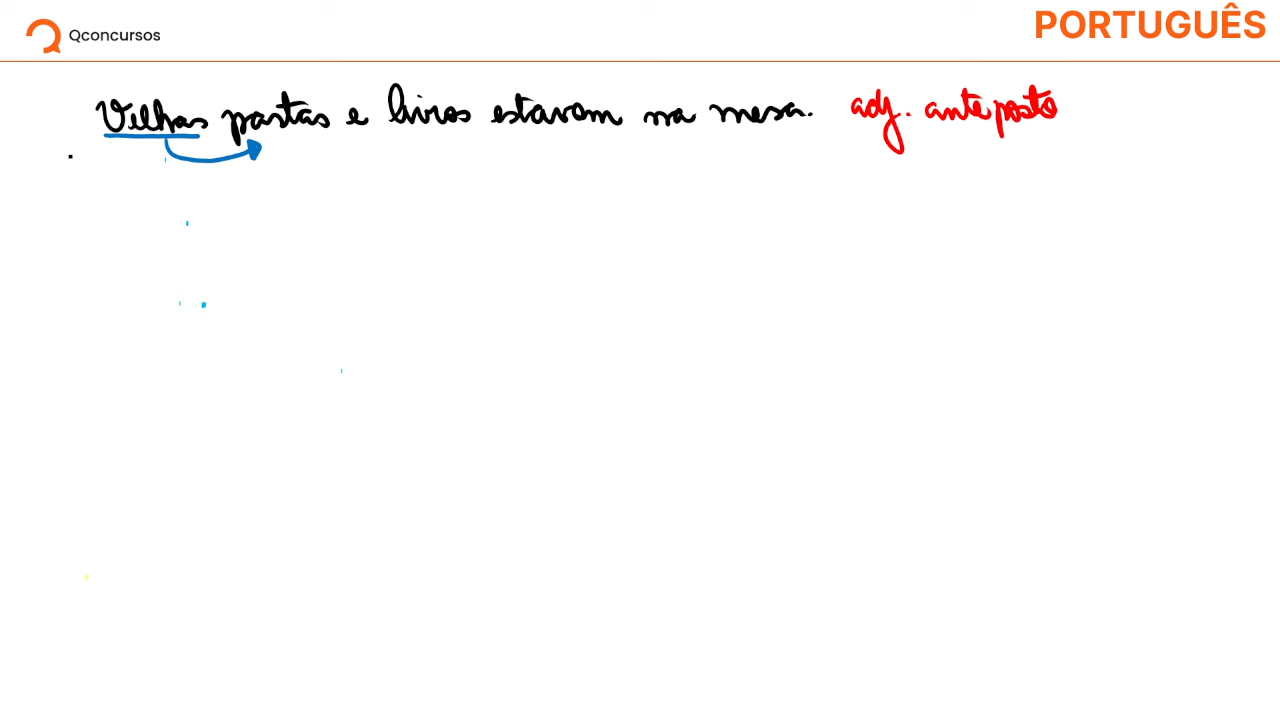 Qconcursos
PORTUGUÊS
Velhas pastas e livros estavam na mesa. adj. anteposto